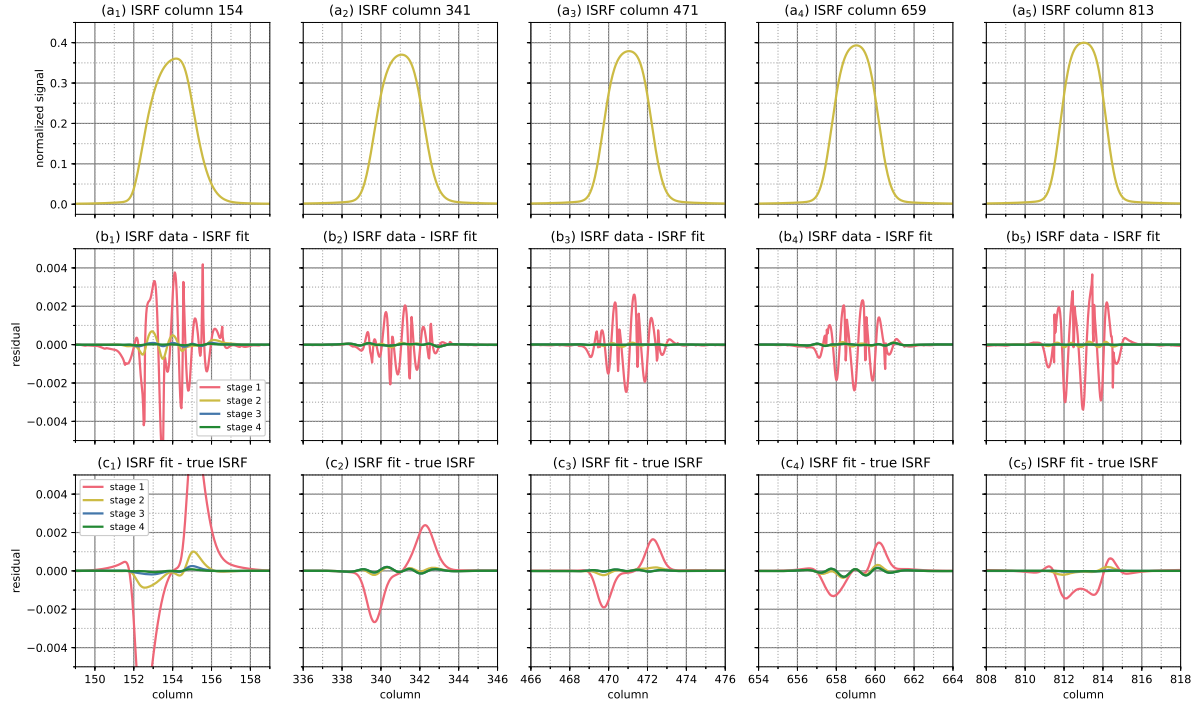 (a₁) ISRF column 154
(a₂) ISRF column 341
(a₃) ISRF column 471
(a₄) ISRF column 659
(a₅) ISRF column 813
normalized signal
0.4
0.3
0.2
0.1
0.0
(b₁) ISRF data - ISRF fit
(b₂) ISRF data - ISRF fit
(b₃) ISRF data - ISRF fit
(b₄) ISRF data - ISRF fit
(b₅) ISRF data - ISRF fit
residual
0.004
0.002
0.000
−0.002
−0.004
stage 1
stage 2
stage 3
stage 4
(c₁) ISRF fit - true ISRF
(c₂) ISRF fit - true ISRF
(c₃) ISRF fit - true ISRF
(c₄) ISRF fit - true ISRF
(c₅) ISRF fit - true ISRF
residual
0.004
0.002
0.000
−0.002
−0.004
stage 1
stage 2
stage 3
stage 4
150 152 154 156 158
336 338 340 342 344 346
466 468 470 472 474 476
654 656 658 660 662 664
808 810 812 814 816 818
column
column
column
column
column